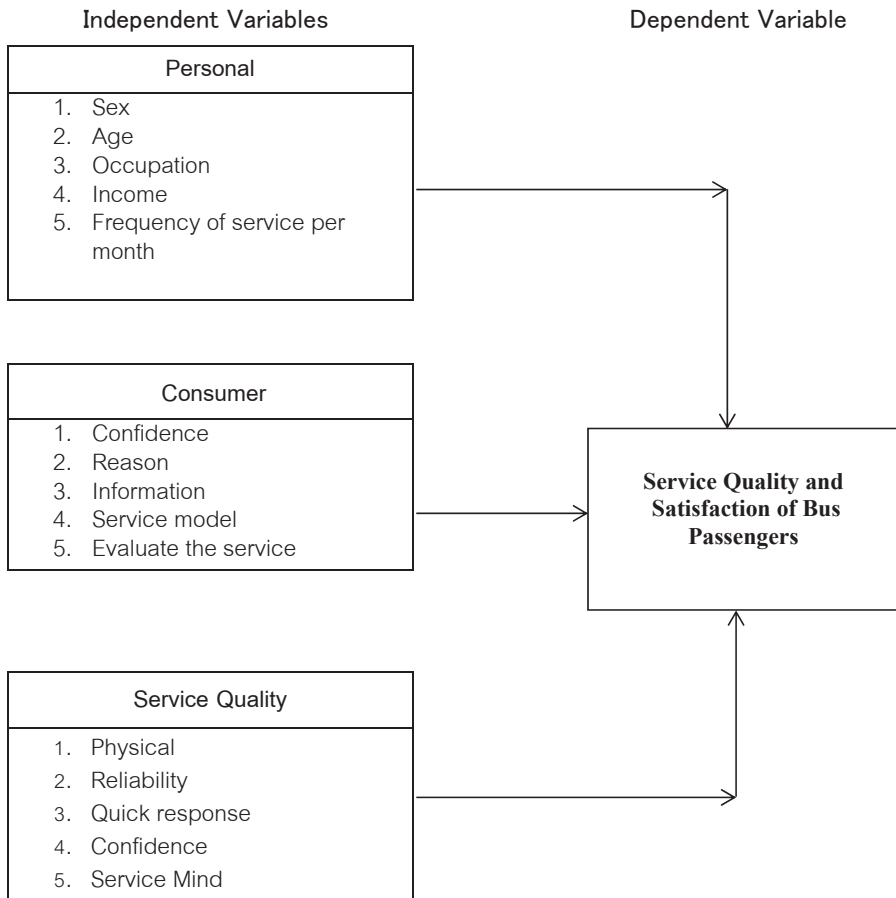 Independent Variables
Dependent Variable
Personal
1. Sex
2. Age
3. Occupation
4. Income
5. Frequency of service per
month
Consumer
1. Confidence
2. Reason
3. Information
4. Service model
5. Evaluate the service
Service Quality and
Satisfaction of Bus
Passengers
Service Quality
1. Physical
2. Reliability
3. Quick response
4. Confidence
5. Service Mind